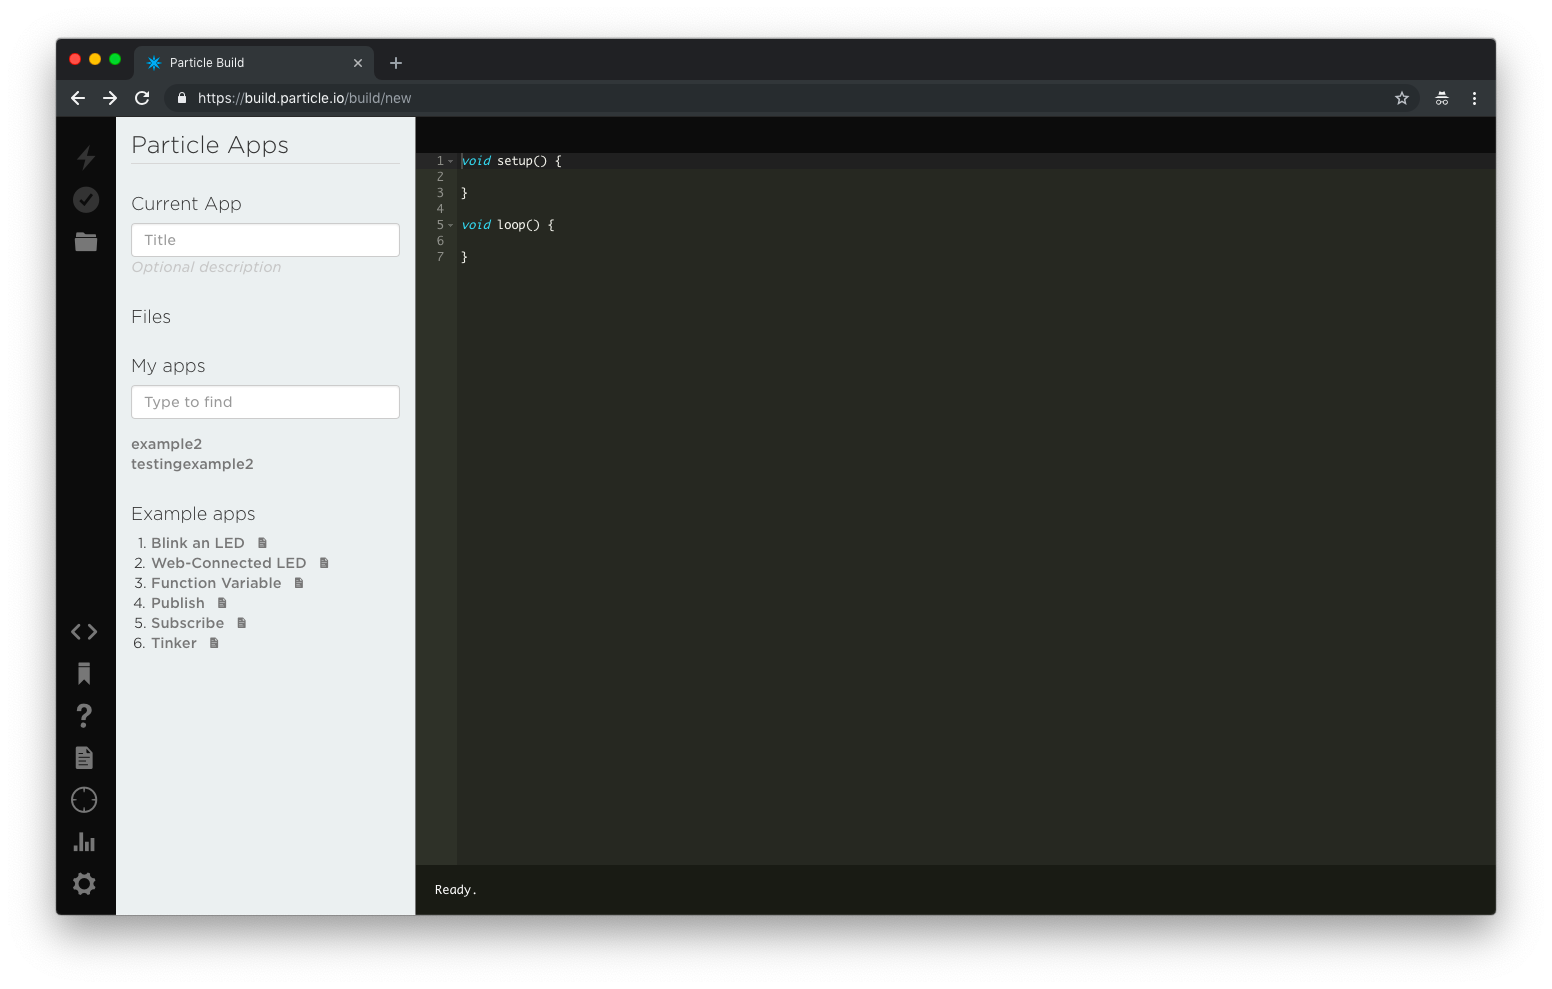 Particle Build
https://build.particle.io/build/new
Particle Apps
Current App
Title
Optional description
Files
My apps
Type to find
example2
testingexample2
Example apps
1. Blink an LED
2. Web-Connected LED
3. Function Variable
4. Publish
5. Subscribe
6. Tinker
1 void setup() {
2
3 }
4
5 void loop() {
6
7 }
Ready.